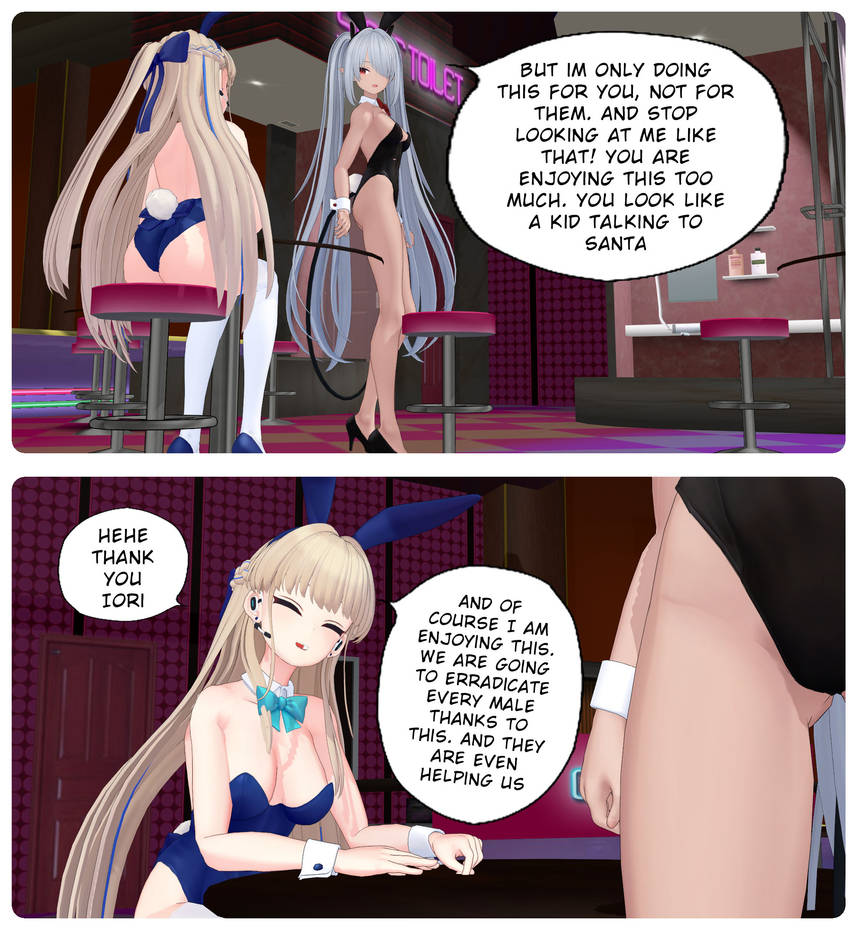 TOILET
BUT IM ONLY DOING
THIS FOR YOU, NOT FOR
THEM. AND STOP
LOOKING AT ME LIKE
THAT! YOU ARE
ENJOYING THIS TOO
MUCH. YOU LOOK LIKE
A KID TALKING TO
SANTA
HEHE
THANK
YOU
IORI
AND OF
COURSE I AM
ENJOYING THIS.
WE ARE GOING
TO ERRADICATE
EVERY MALE
THANKS TO
THIS. AND THEY
ARE EVEN
HELPING US